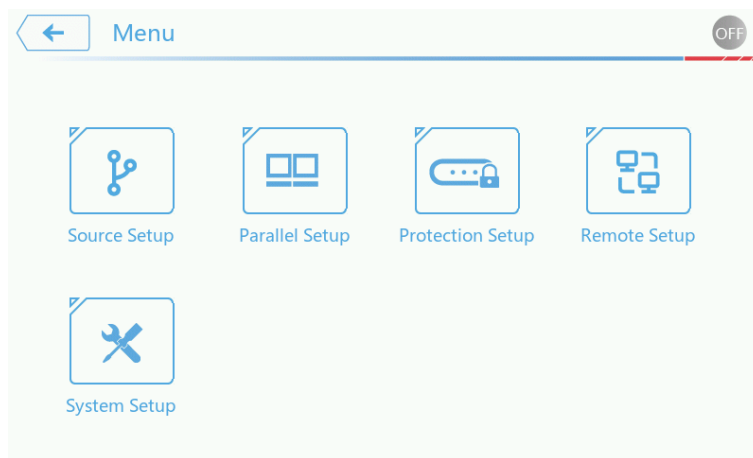 Menu
OFF
Source Setup
Parallel Setup
Protection Setup
Remote Setup
System Setup